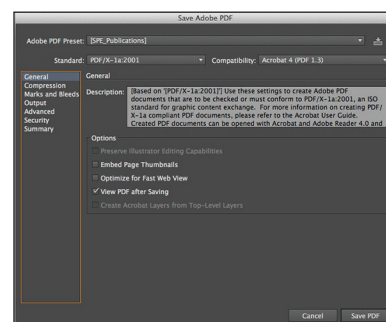 Save Adobe PDF
Adobe PDF Preset: [SPE_Publications]
Standard: PDF/X-1a:2001 Compatibility: Acrobat 4 (PDF 1.3)
General
Compression
Marks and Bleeds
Output
Advanced
Security
Summary
General
Description: [Based on '[PDF/X-1a:2001]'] Use these settings to create Adobe PDF
documents that are to be checked or must conform to PDF/X-1a:2001, an ISO
standard for graphic content exchange. For more information on creating PDF/
X-1a compliant PDF documents, please refer to the Acrobat User Guide.
Created PDF documents can be opened with Acrobat and Adobe Reader 4.0 and
Options
Preserve Illustrator Editing Capabilities
Embed Page Thumbnails
Optimize for Fast Web View
View PDF after Saving
Create Acrobat Layers from Top-Level Layers
Cancel Save PDF